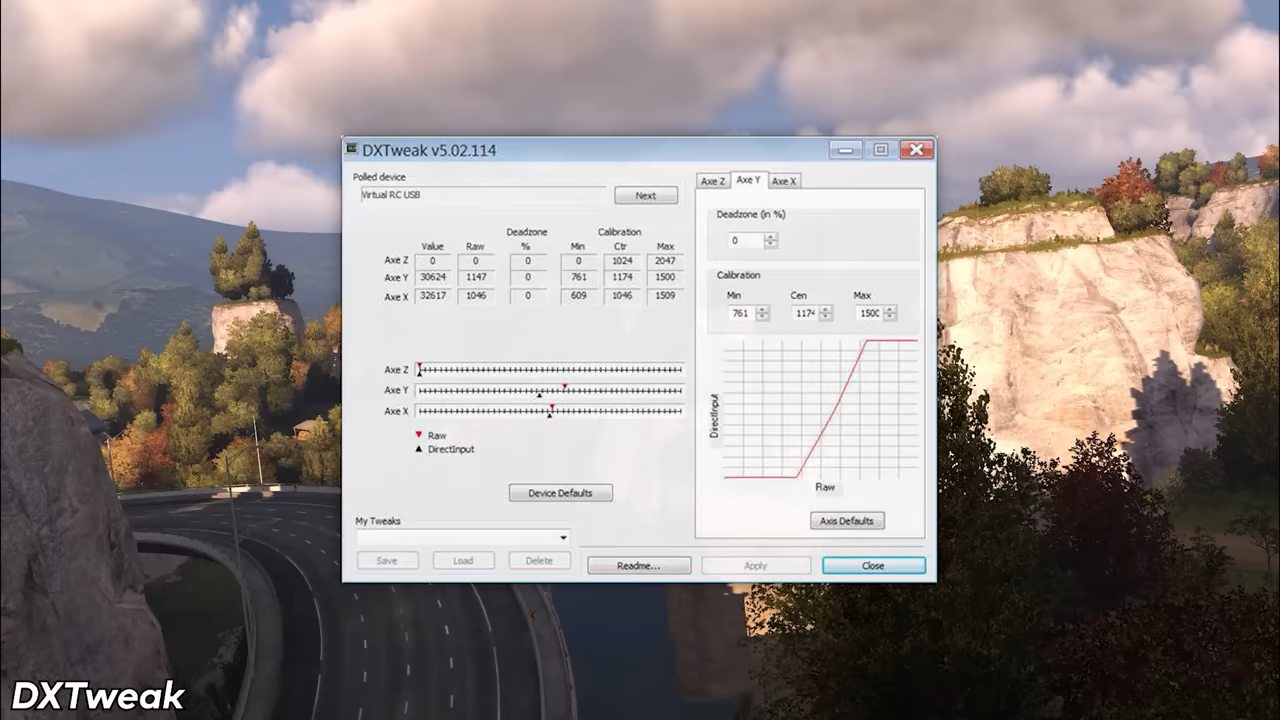 DXTweak v5.02.114
Polled device
Virtual RC USB
Next
Deadzone Calibration
Value Raw % Min Ctr Max
Axe Z 0 0 0 0 1024 2047
Axe Y 30624 1147 0 761 1174 1500
Axe X 32617 1046 0 609 1046 1509
Axe Z
Axe Y
Axe X
Raw
DirectInput
Device Defaults
My Tweaks
Save Load Delete
Axe Z Axe Y Axe X
Deadzone (in %)
0
Calibration
Min Cen Max
761 1174 1500
DirectInput
Raw
Axis Defaults
Readme... Apply Close
DXTweak